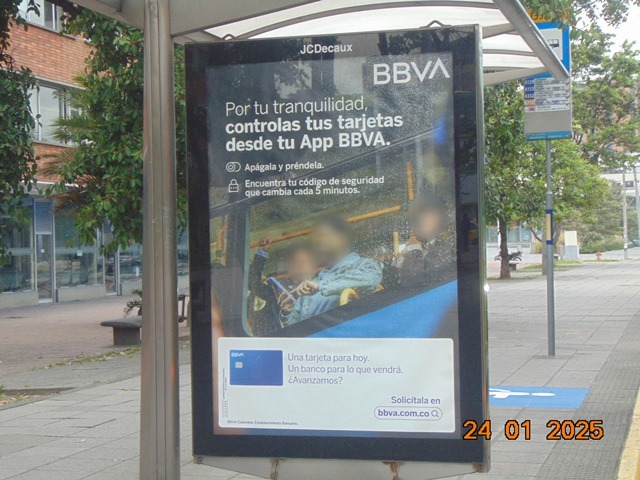 JCDecaux
BBVA
Por tu tranquilidad,
controlas tus tarjetas
desde tu App BBVA.
Apágala y préndela.
Encuentra tu código de seguridad
que cambia cada 5 minutos.
BBVA
Una tarjeta para hoy.
Un banco para lo que vendrá.
¿Avanzamos?
Solicítala en
bbva.com.co
BBVA Colombia. Establecimiento Bancario.
24 01 2025